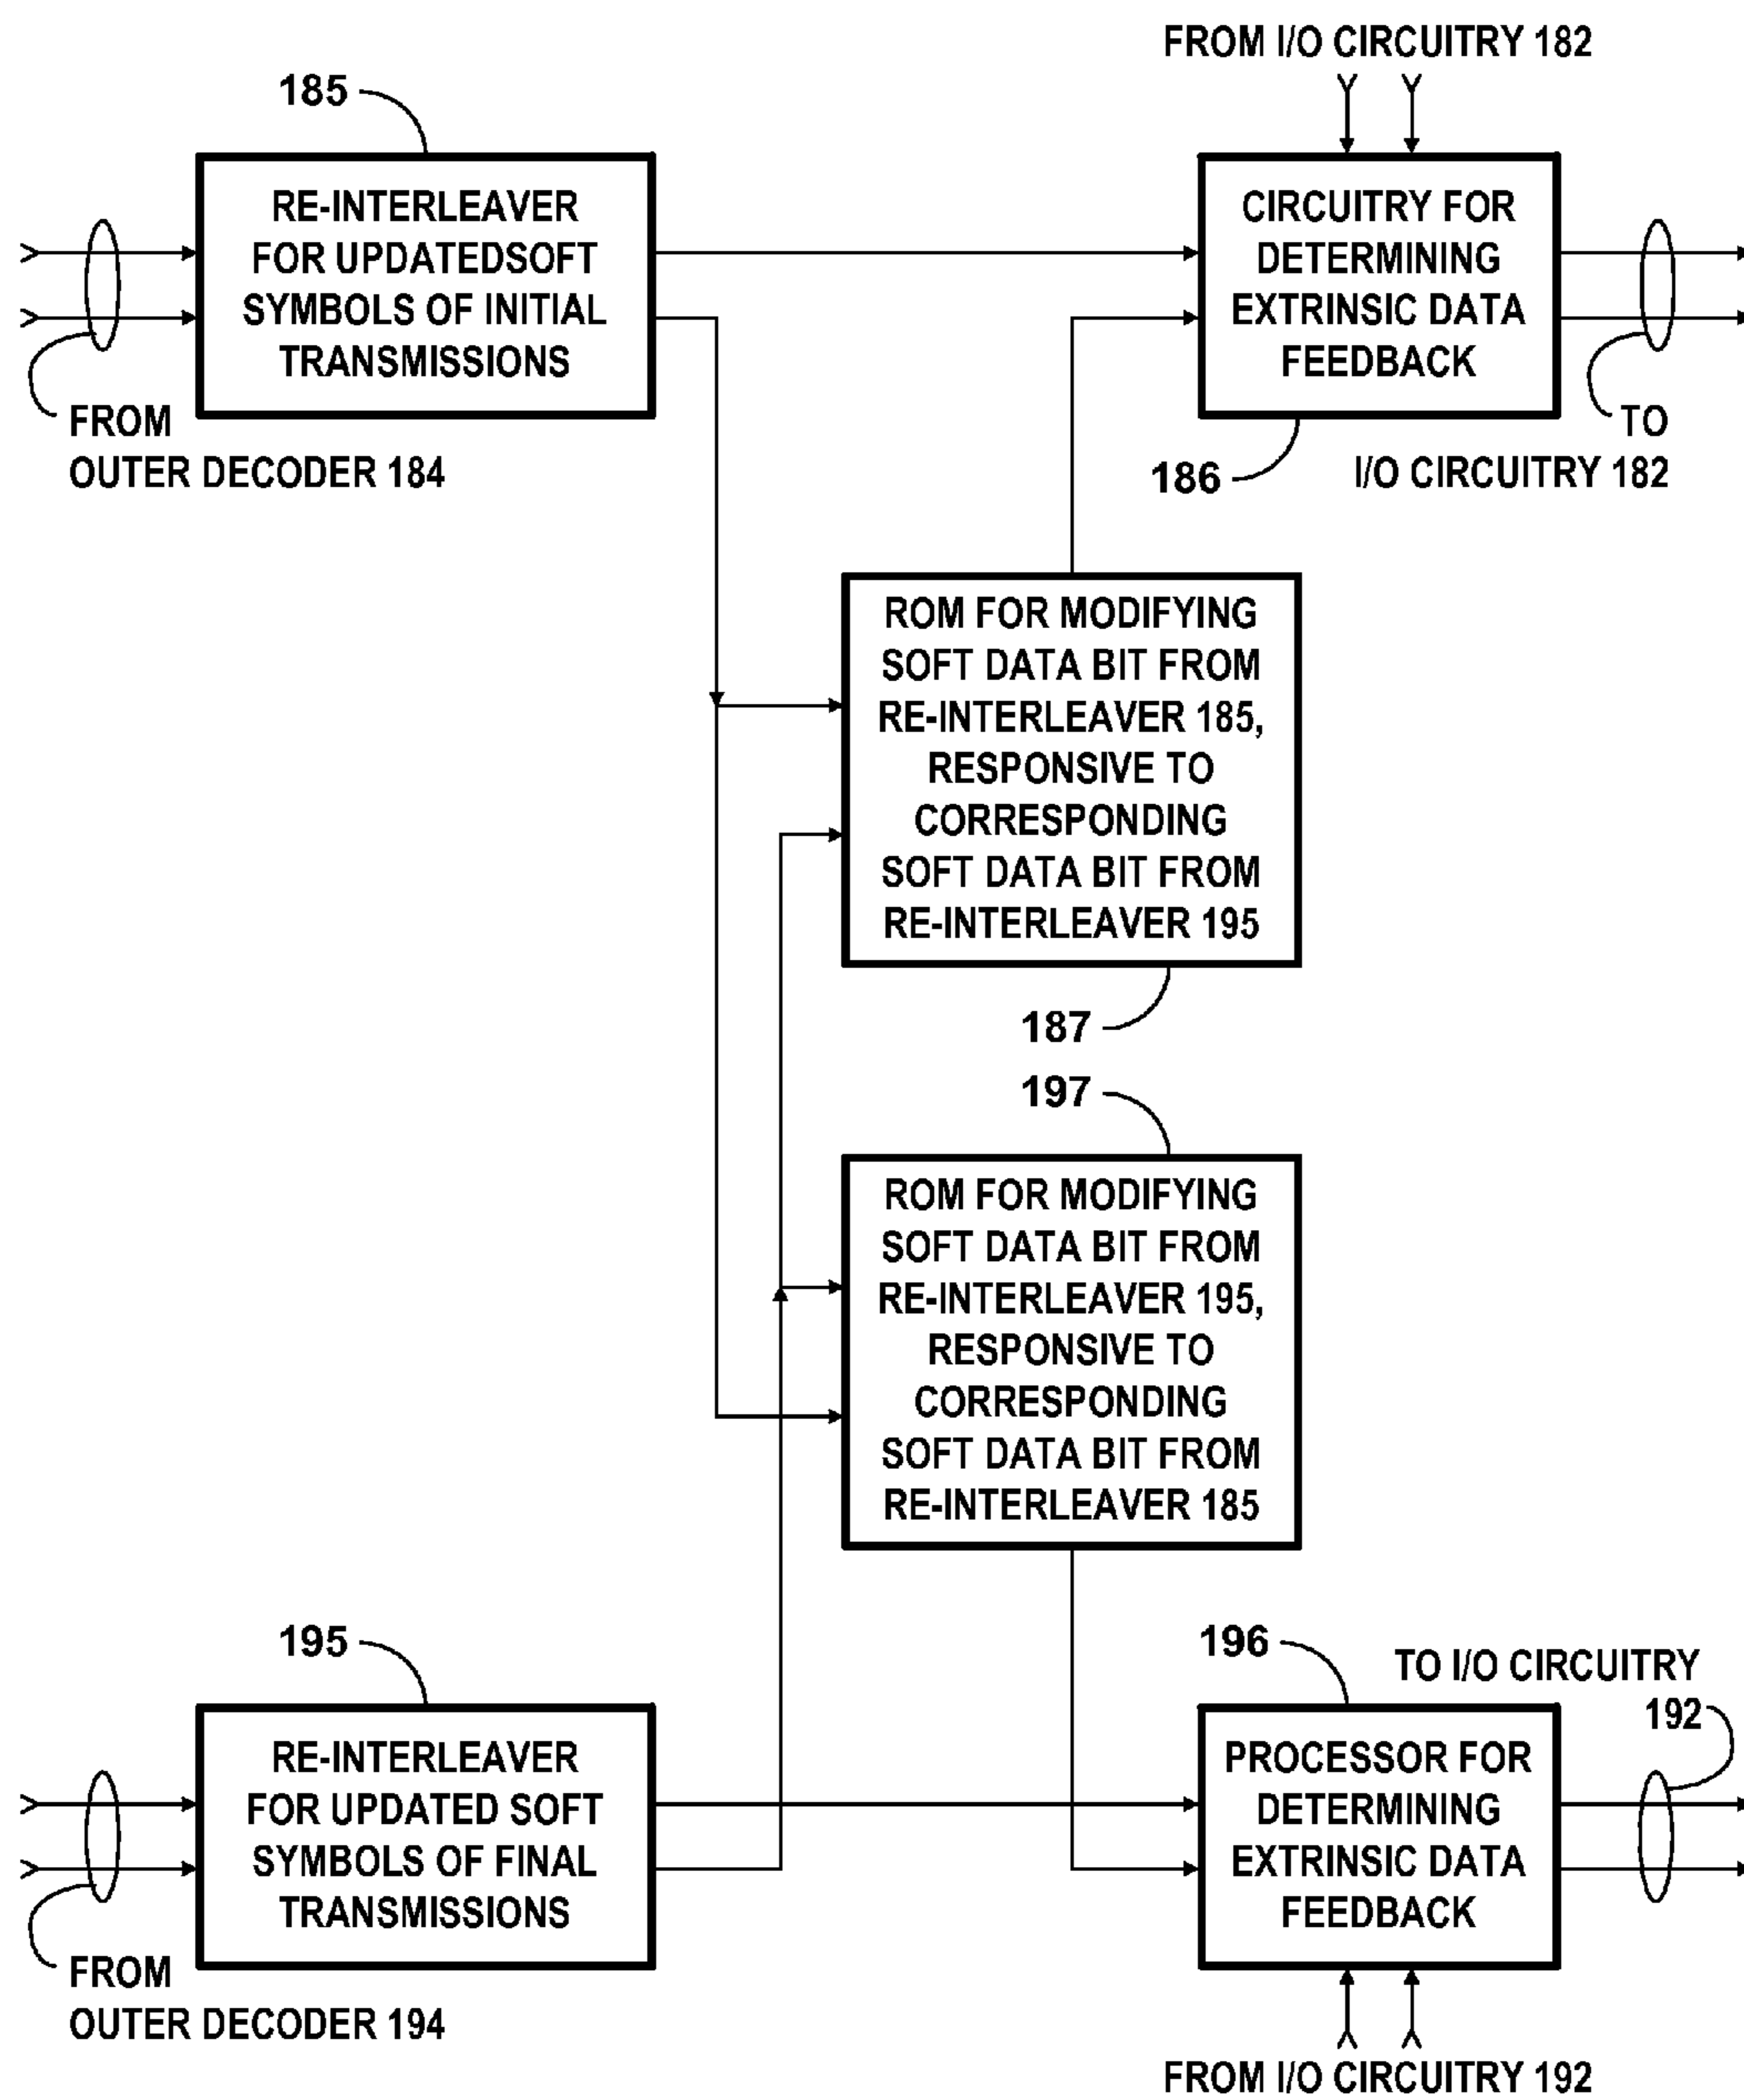 FROM I/O CIRCUITRY 182
185
RE-INTERLEAVER
FOR UPDATEDSOFT
SYMBOLS OF INITIAL
TRANSMISSIONS
CIRCUITRY FOR
DETERMINING
EXTRINSIC DATA
FEEDBACK
FROM
OUTER DECODER 184
186
TO
I/O CIRCUITRY 182
ROM FOR MODIFYING
SOFT DATA BIT FROM
RE-INTERLEAVER 185,
RESPONSIVE TO
CORRESPONDING
SOFT DATA BIT FROM
RE-INTERLEAVER 195
187
197
ROM FOR MODIFYING
SOFT DATA BIT FROM
RE-INTERLEAVER 195,
RESPONSIVE TO
CORRESPONDING
SOFT DATA BIT FROM
RE-INTERLEAVER 185
195
196
TO I/O CIRCUITRY
192
RE-INTERLEAVER
FOR UPDATED SOFT
SYMBOLS OF FINAL
TRANSMISSIONS
PROCESSOR FOR
DETERMINING
EXTRINSIC DATA
FEEDBACK
FROM
OUTER DECODER 194
FROM I/O CIRCUITRY 192